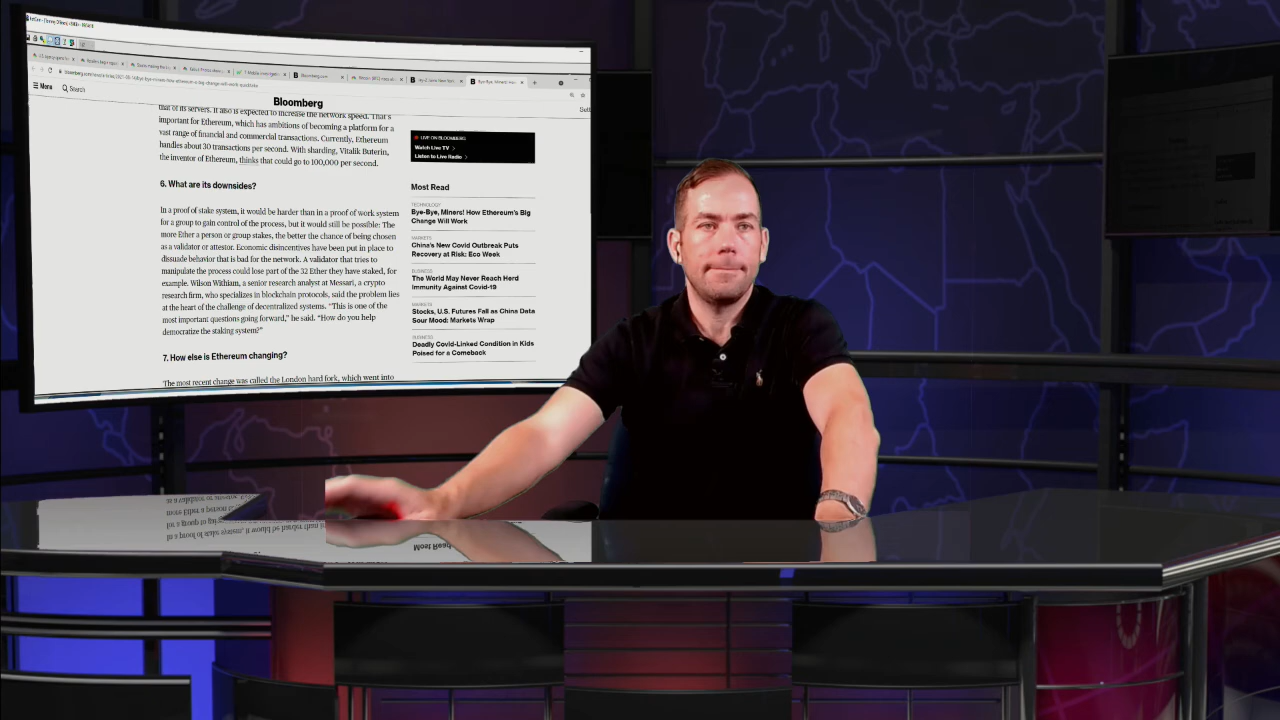 Menu
Search
Bloomberg
that of its servers. It also is expected to increase the network speed. That's
important for Ethereum, which has ambitions of becoming a platform for a
vast range of financial and commercial transactions. Currently, Ethereum
handles about 30 transactions per second. With sharding, Vitalik Buterin,
the inventor of Ethereum, thinks that could go to 100,000 per second.
6. What are its downsides?
In a proof of stake system, it would be harder than in a proof of work system
for a group to gain control of the process, but it would still be possible: The
more Ether a person or group stakes, the better the chance of being chosen
as a validator or attestor. Economic disincentives have been put in place to
dissuade behavior that is bad for the network. A validator that tries to
manipulate the process could lose part of the 32 Ether they have staked, for
example. Wilson Withiam, a senior research analyst at Messari, a crypto
research firm, who specializes in blockchain protocols, said the problem lies
at the heart of the challenge of decentralized systems. “This is one of the
most important questions going forward,” he said. “How do you help
democratize the staking system?”
7. How else is Ethereum changing?
The most recent change was called the London hard fork, which went into
LIVE ON BLOOMBERG
Watch Live TV
Listen to Live Radio
Most Read
TECHNOLOGY
Bye-Bye, Miners! How Ethereum's Big
Change Will Work
MARKETS
China's New Covid Outbreak Puts
Recovery at Risk: Eco Week
BUSINESS
The World May Never Reach Herd
Immunity Against Covid-19
MARKETS
Stocks, U.S. Futures Fall as China Data
Sour Mood: Markets Wrap
BUSINESS
Deadly Covid-Linked Condition in Kids
Poised for a Comeback